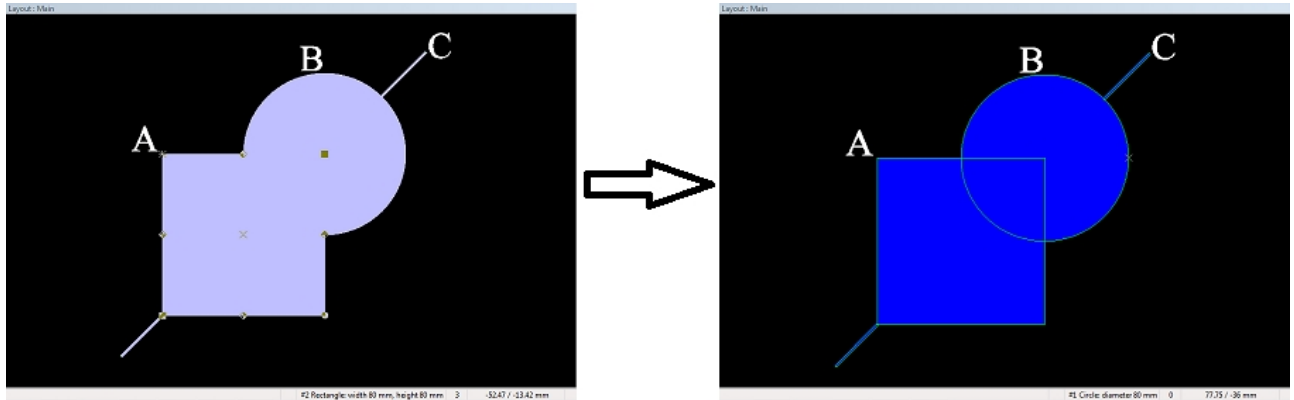 Layout: Main
C
B
A
#2 Rectangle: width 80 mm, height 80 mm 3 -52.47 / -13.42 mm
Layout: Main
C
B
A
#1 Circle: diameter 80 mm 0 77.75 / -36 mm